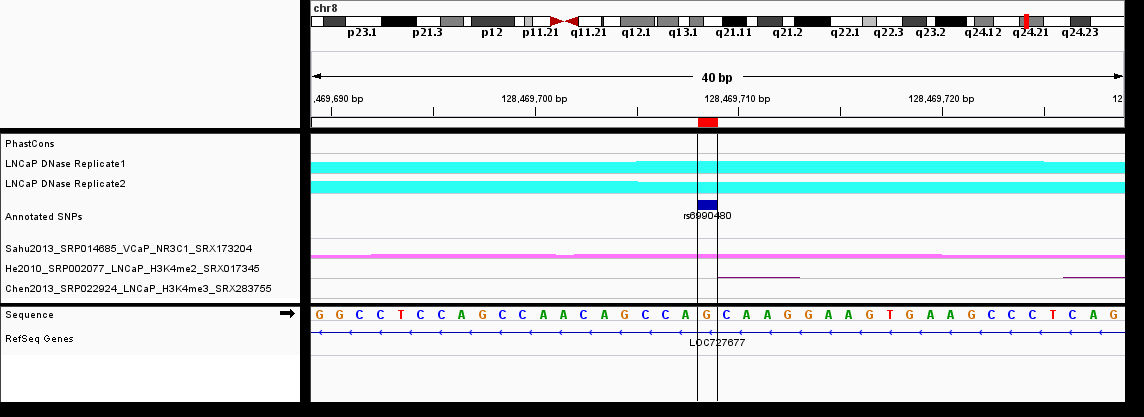 chr8
p23.1 p21.3 p12 p11.21 q11.21 q12.1 q13.1 q21.11 q21.2 q22.1 q22.3 q23.2 q24.12 q24.21 q24.23
40 bp
,469,690 bp 128,469,700 bp 128,469,710 bp 128,469,720 bp 12
PhastCons
LNCaP DNase Replicate1
LNCaP DNase Replicate2
Annotated SNPs
rs6990480
Sahu2013_SRP014685_VCaP_NR3C1_SRX173204
He2010_SRP002077_LNCaP_H3K4me2_SRX017345
Chen2013_SRP022924_LNCaP_H3K4me3_SRX283755
Sequence G G C C T C C A G C C A A C A G C C A G C A A G G A A G T G A A G C C C T C A G
RefSeq Genes
LOC727677